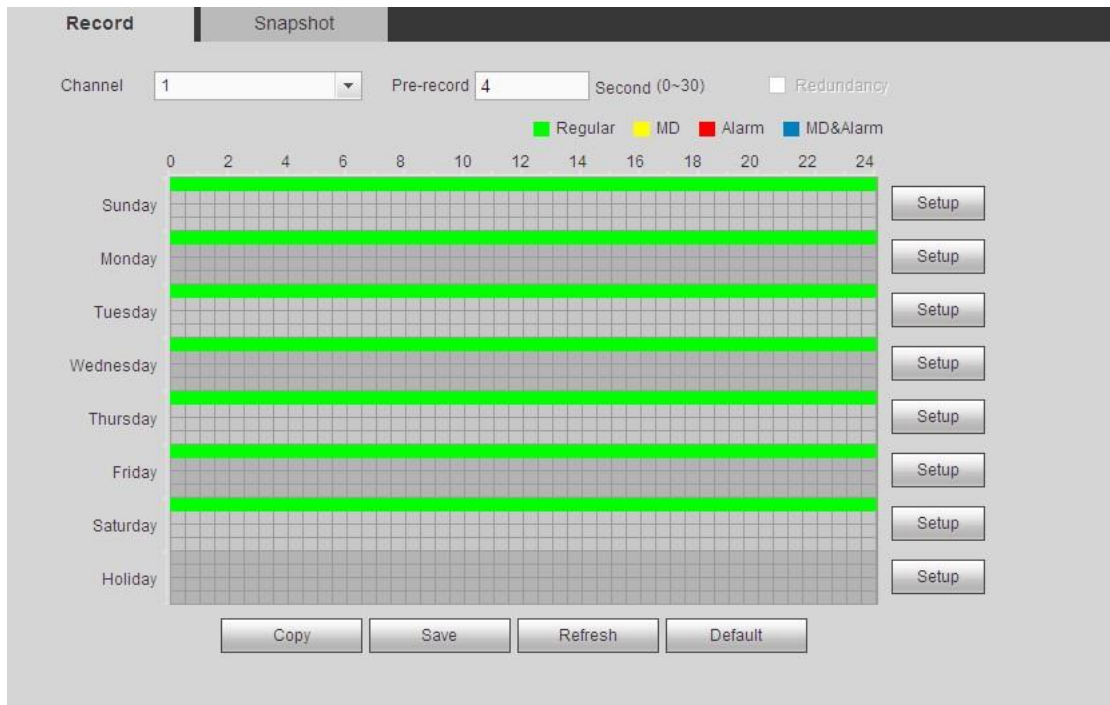 Record Snapshot
Channel 1 Pre-record 4 Second (0~30) Redundancy
Regular MD Alarm MD&Alarm
0 2 4 6 8 10 12 14 16 18 20 22 24
Sunday Setup
Monday Setup
Tuesday Setup
Wednesday Setup
Thursday Setup
Friday Setup
Saturday Setup
Holiday Setup
Copy Save Refresh Default